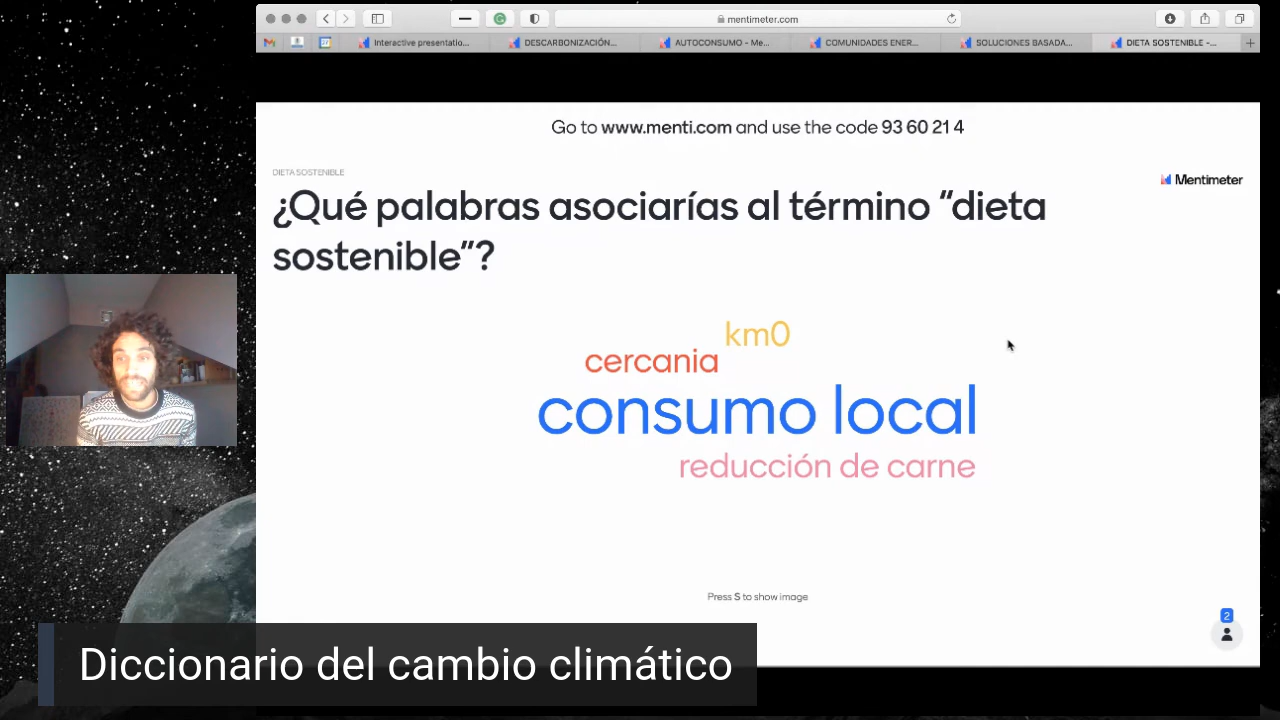 mentimeter.com
Interactive presentatio...
DESCARBONIZACIÓN...
AUTOCONSUMO - Me...
COMUNIDADES ENER...
SOLUCIONES BASADA...
DIETA SOSTENIBLE -...
Go to www.menti.com and use the code 93 60 21 4
DIETA SOSTENIBLE
Mentimeter
¿Qué palabras asociarías al término “dieta
sostenible”?
km0
cercania
consumo local
reducción de carne
Press S to show image
2
Diccionario del cambio climático